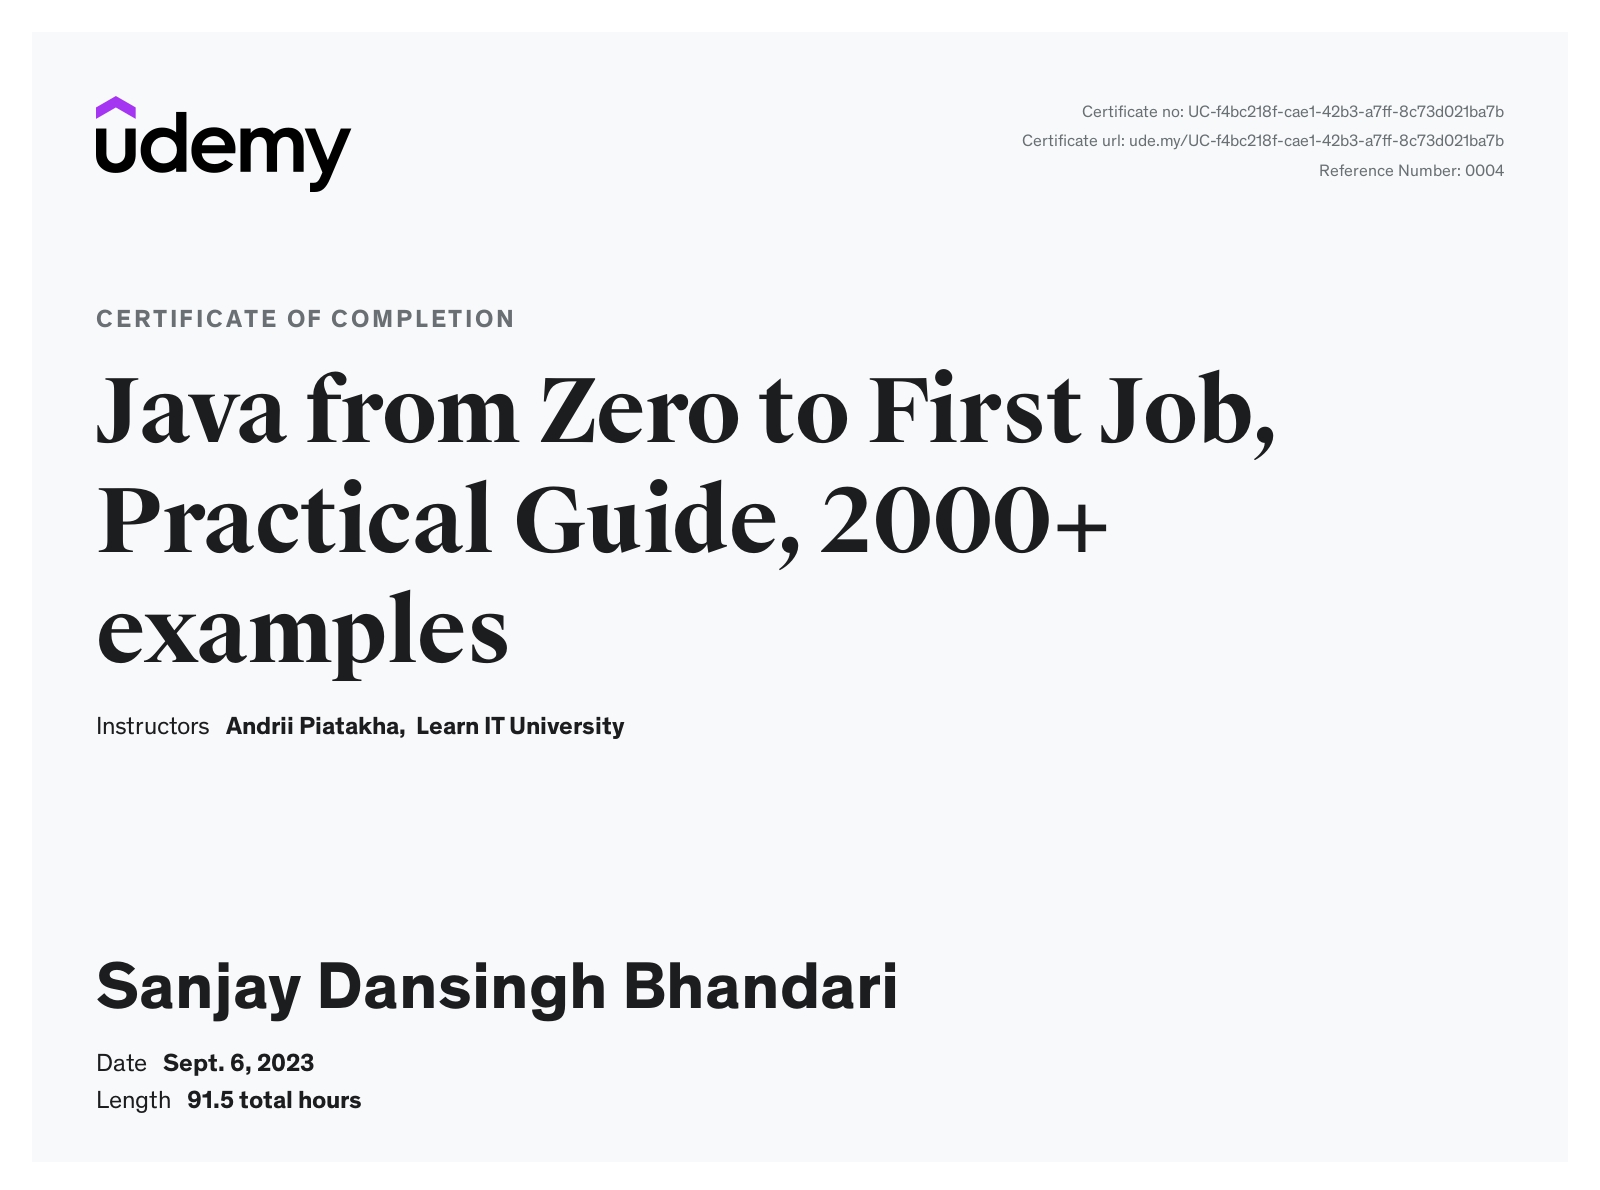 udemy
Certificate no: UC-f4bc218f-cae1-42b3-a7ff-8c73d021ba7b
Certificate url: ude.my/UC-f4bc218f-cae1-42b3-a7ff-8c73d021ba7b
Reference Number: 0004
CERTIFICATE OF COMPLETION
Java from Zero to First Job,
Practical Guide, 2000+
examples
Instructors Andrii Piatakha, Learn IT University
Sanjay Dansingh Bhandari
Date Sept. 6, 2023
Length 91.5 total hours